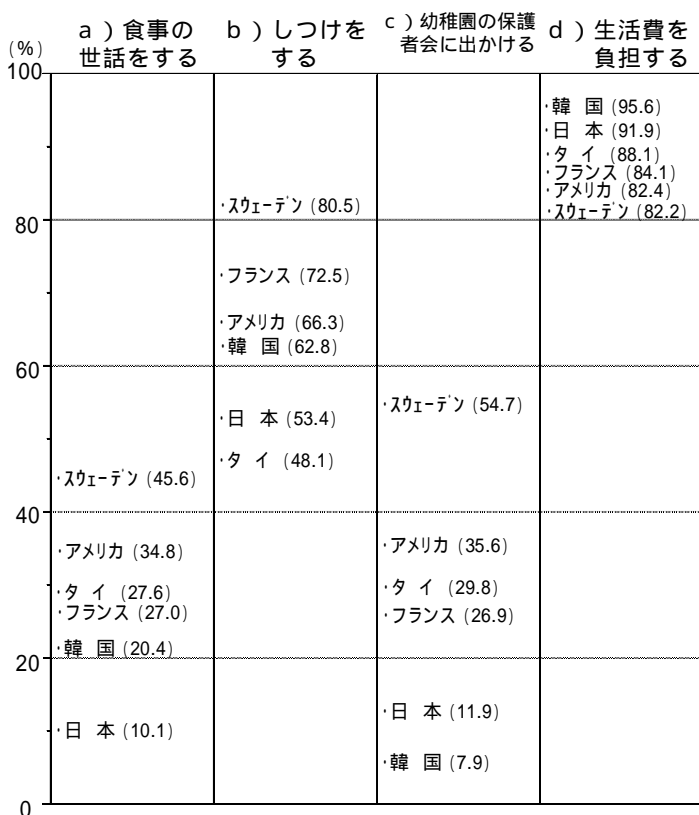 a）食事の
世話をする
b）しつけを
する
c）幼稚園の保護
者会に出かける
d）生活費を
負担する
(%)
100
80
60
40
20
0
･スウェーデン (45.6)
･アメリカ (34.8)
･タ イ (27.6)
･フランス (27.0)
･韓 国 (20.4)
･日 本 (10.1)
･スウェーデン (80.5)
･フランス (72.5)
･アメリカ (66.3)
･韓 国 (62.8)
･日 本 (53.4)
･タ イ (48.1)
･スウェーデン (54.7)
･アメリカ (35.6)
･タ イ (29.8)
･フランス (26.9)
･日 本 (11.9)
･韓 国 (7.9)
･韓 国 (95.6)
･日 本 (91.9)
･タ イ (88.1)
･フランス (84.1)
･アメリカ (82.4)
･スウェーデン (82.2)